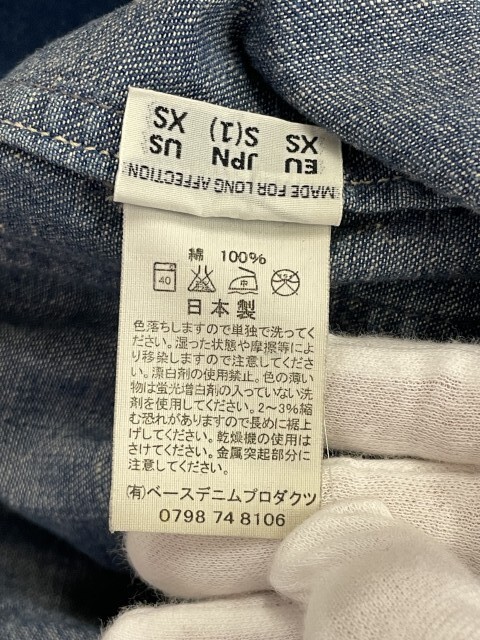 MADE FOR LONG AFFECTION
EU JPN US
XS S(1) XS
綿 100%
40 中
日本製
色落ちしますので単独で洗ってく
ださい。湿った状態や摩擦等によ
り移染しますので注意してくださ
い。漂白剤の使用禁止。色の薄い
物は蛍光増白剤の入っていない洗
剤を使用してください。2～3%縮
む恐れがありますので長めに裾上
げしてください。乾燥機の使用は
さけてください。金属突起部分に
注意してください。
(有)ベースデニムプロダクツ
0798 74 8106